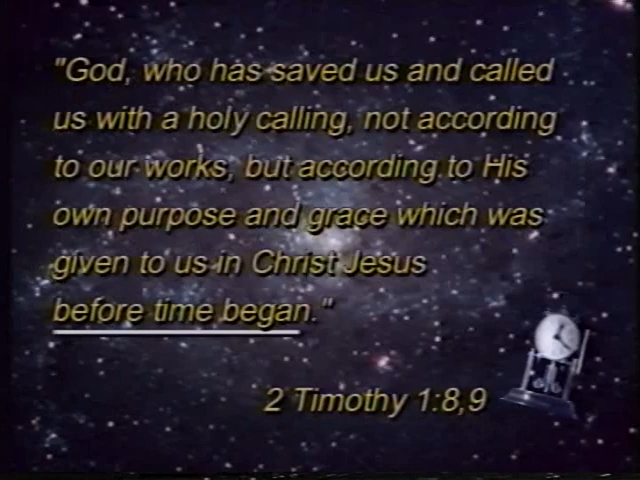 "God, who has saved us and called
us with a holy calling, not according
to our works, but according to His
own purpose and grace which was
given to us in Christ Jesus
before time began."
2 Timothy 1:8,9